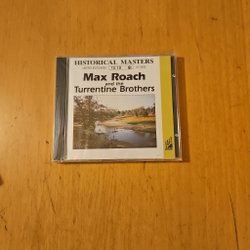 HISTORICAL MASTERS
Max Roach
and the
Turrentine Brothers